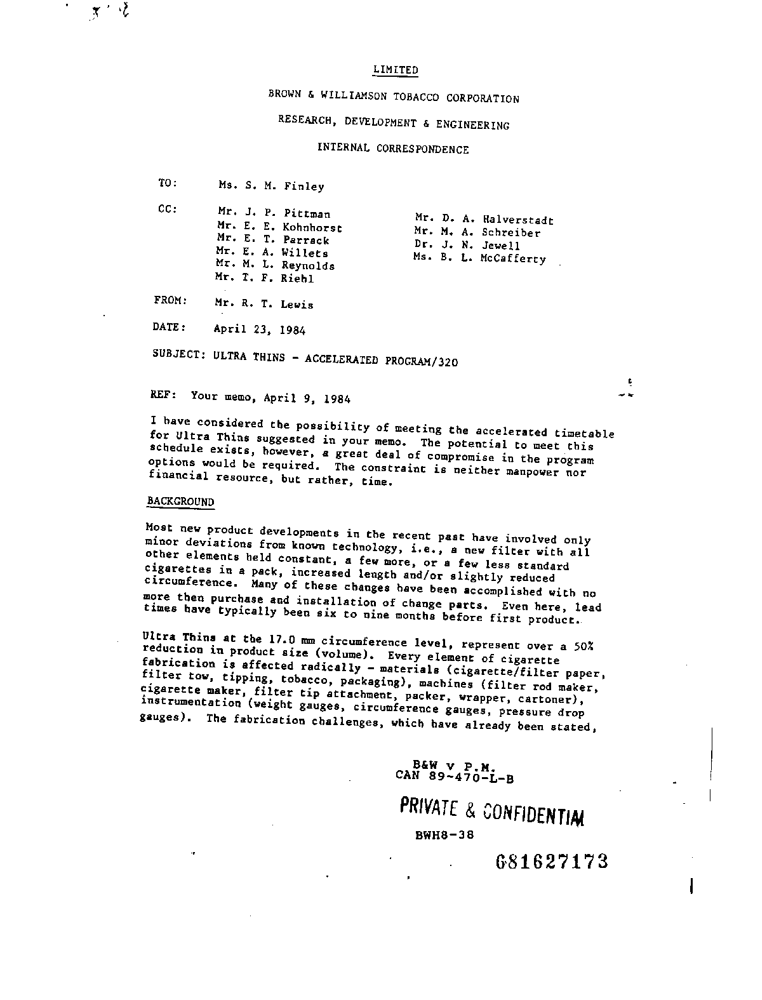 LIMITED
BROWN & WILLIAMSON TOBACCO CORPORATION
RESEARCH, DEVELOPMENT & ENGINEERING
INTERNAL CORRESPONDENCE
TO: Ms. S. M. Finley
CC: Mr. J. P. Pittman Mr. D. A. Halverstadt
Mr. E. E. Kohnhorst Mr. M. A. Schreiber
Mr. E. T. Parrack Dr. J. N. Jewell
Mr. E. A. Willets Ms. B. L. McCafferty
Mr. M. L. Reynolds
Mr. T. F. Riehl
FROM: Mr. R. T. Lewis
DATE: April 23, 1984
SUBJECT: ULTRA THINS - ACCELERATED PROGRAM/320
REF: Your memo, April 9, 1984
I have considered the possibility of meeting the accelerated timetable
for Ultra Thins suggested in your memo. The potential to meet this
schedule exists, however, a great deal of compromise in the program
options would be required. The constraint is neither manpower nor
financial resource, but rather, time.
BACKGROUND
Most new product developments in the recent past have involved only
minor deviations from known technology, i.e., a new filter with all
other elements held constant, a few more, or a few less standard
cigarettes in a pack, increased length and/or slightly reduced
circumference. Many of these changes have been accomplished with no
more then purchase and installation of change parts. Even here, lead
times have typically been six to nine months before first product.
Ultra Thins at the 17.0 mm circumference level, represent over a 50%
reduction in product size (volume). Every element of cigarette
fabrication is affected radically - materials (cigarette/filter paper,
filter tow, tipping, tobacco, packaging), machines (filter rod maker,
cigarette maker, filter tip attachment, packer, wrapper, cartoner),
instrumentation (weight gauges, circumference gauges, pressure drop
gauges). The fabrication challenges, which have already been stated,
B&W V P.M.
CAN 89-470-L-B
PRIVATE & CONFIDENTIAL
BWH8-38
681627173